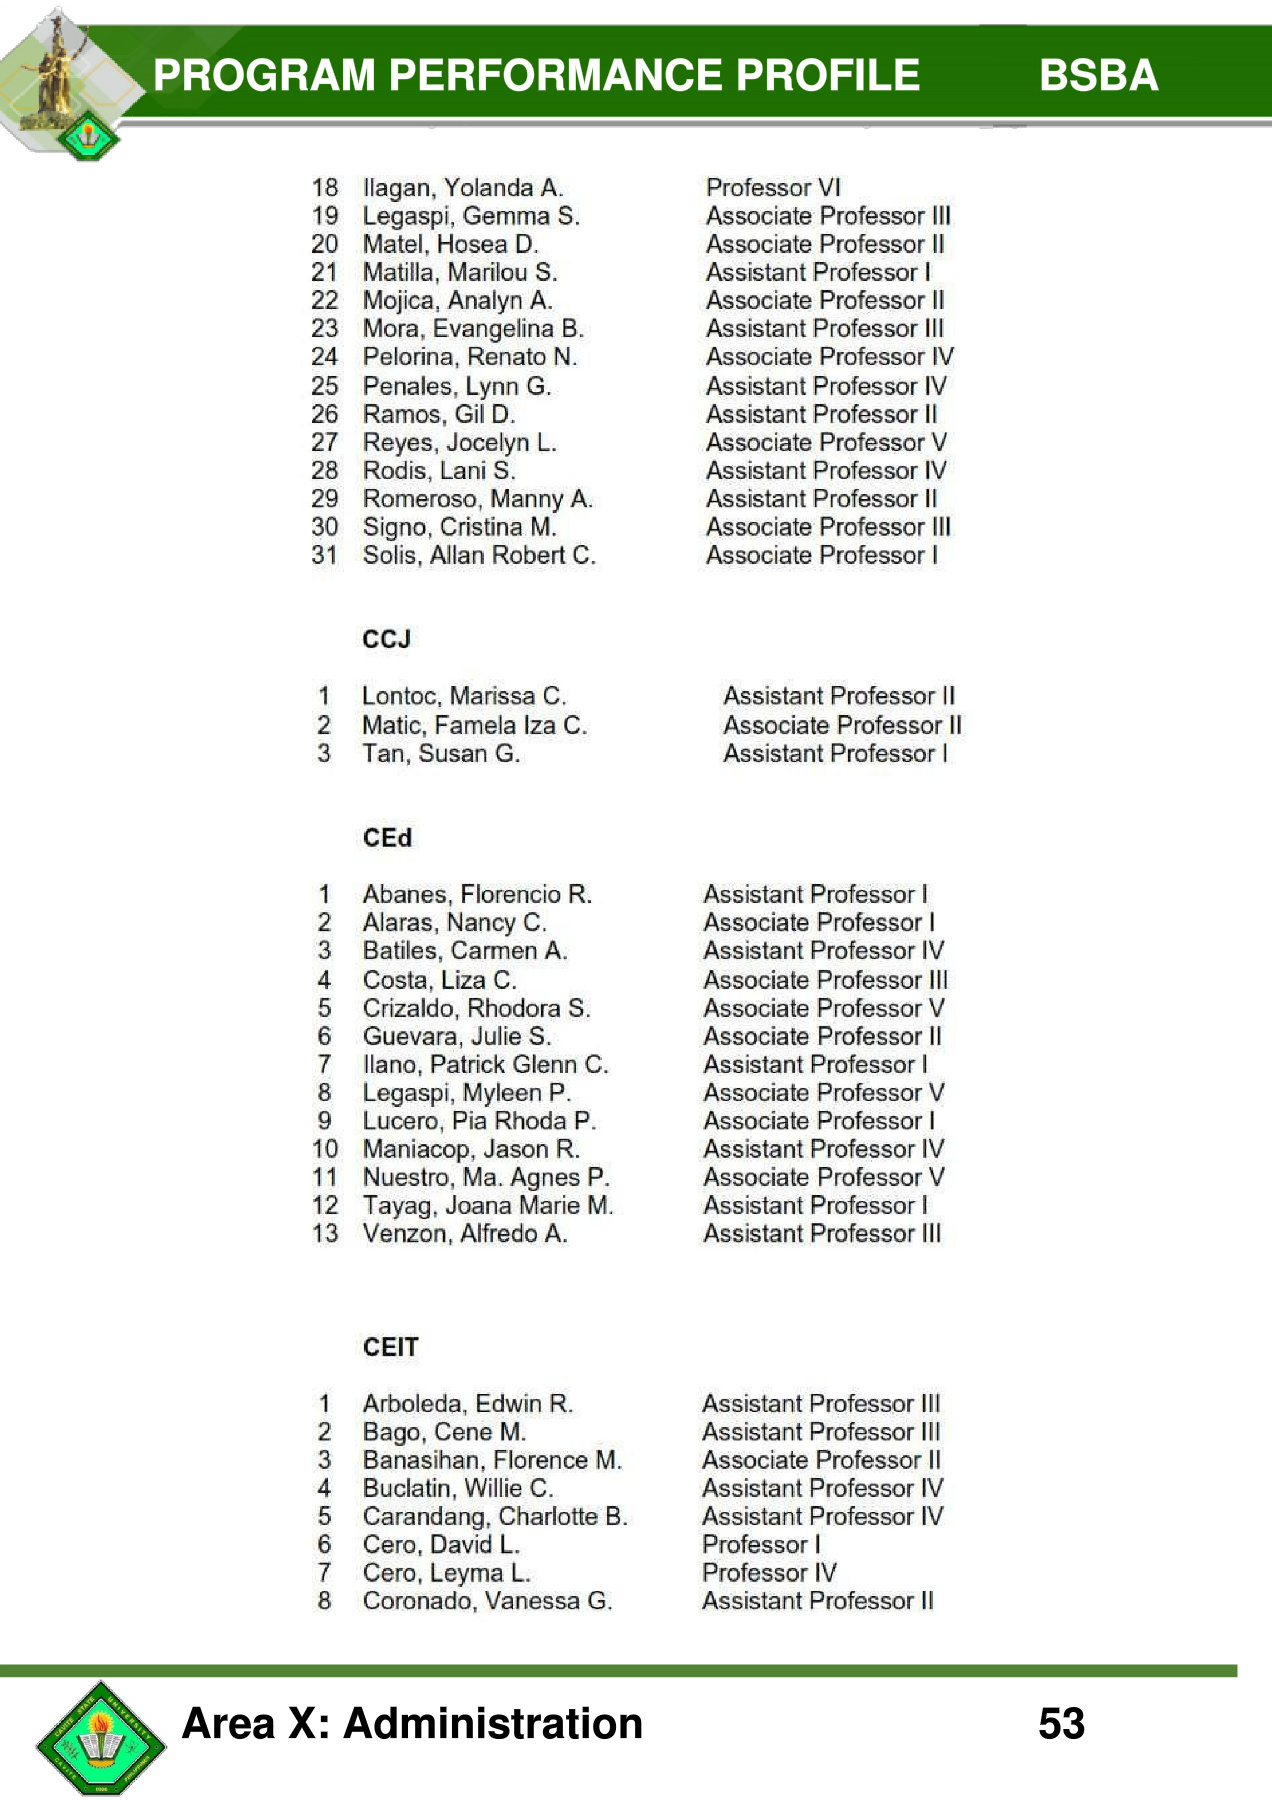 PROGRAM PERFORMANCE PROFILE BSBA
18 Ilagan, Yolanda A. Professor VI
19 Legaspi, Gemma S. Associate Professor III
20 Matel, Hosea D. Associate Professor II
21 Matilla, Marilou S. Assistant Professor I
22 Mojica, Analyn A. Associate Professor II
23 Mora, Evangelina B. Assistant Professor III
24 Pelorina, Renato N. Associate Professor IV
25 Penales, Lynn G. Assistant Professor IV
26 Ramos, Gil D. Assistant Professor II
27 Reyes, Jocelyn L. Associate Professor V
28 Rodis, Lani S. Assistant Professor IV
29 Romeroso, Manny A. Assistant Professor II
30 Signo, Cristina M. Associate Professor III
31 Solis, Allan Robert C. Associate Professor I
CCJ
1 Lontoc, Marissa C. Assistant Professor II
2 Matic, Famela Iza C. Associate Professor II
3 Tan, Susan G. Assistant Professor I
CEd
1 Abanes, Florencio R. Assistant Professor I
2 Alaras, Nancy C. Associate Professor I
3 Batiles, Carmen A. Assistant Professor IV
4 Costa, Liza C. Associate Professor III
5 Crizaldo, Rhodora S. Associate Professor V
6 Guevara, Julie S. Associate Professor II
7 Ilano, Patrick Glenn C. Assistant Professor I
8 Legaspi, Myleen P. Associate Professor V
9 Lucero, Pia Rhoda P. Associate Professor I
10 Maniacop, Jason R. Assistant Professor IV
11 Nuestro, Ma. Agnes P. Associate Professor V
12 Tayag, Joana Marie M. Assistant Professor I
13 Venzon, Alfredo A. Assistant Professor III
CEIT
1 Arboleda, Edwin R. Assistant Professor III
2 Bago, Cene M. Assistant Professor III
3 Banasihan, Florence M. Associate Professor II
4 Buclatin, Willie C. Assistant Professor IV
5 Carandang, Charlotte B. Assistant Professor IV
6 Cero, David L. Professor I
7 Cero, Leyma L. Professor IV
8 Coronado, Vanessa G. Assistant Professor II
CAVITE STATE UNIVERSITY
CAVITE PHILIPPINES
Area X: Administration 53